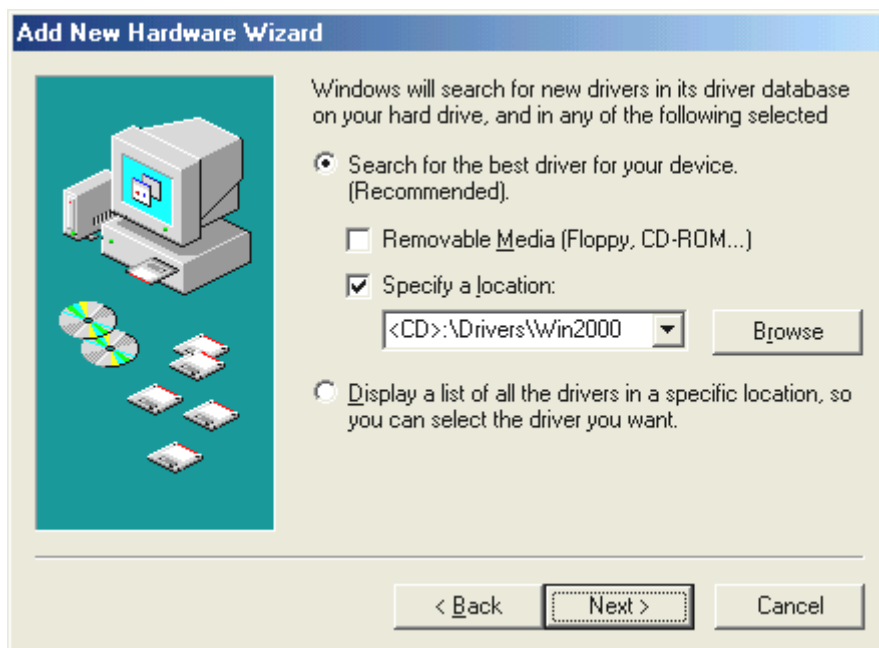 Add New Hardware Wizard
Windows will search for new drivers in its driver database
on your hard drive, and in any of the following selected
Search for the best driver for your device.
(Recommended).
Removable Media (Floppy, CD-ROM...)
Specify a location:
<CD>:\Drivers\Win2000
Browse
Display a list of all the drivers in a specific location, so
you can select the driver you want.
< Back
Next >
Cancel